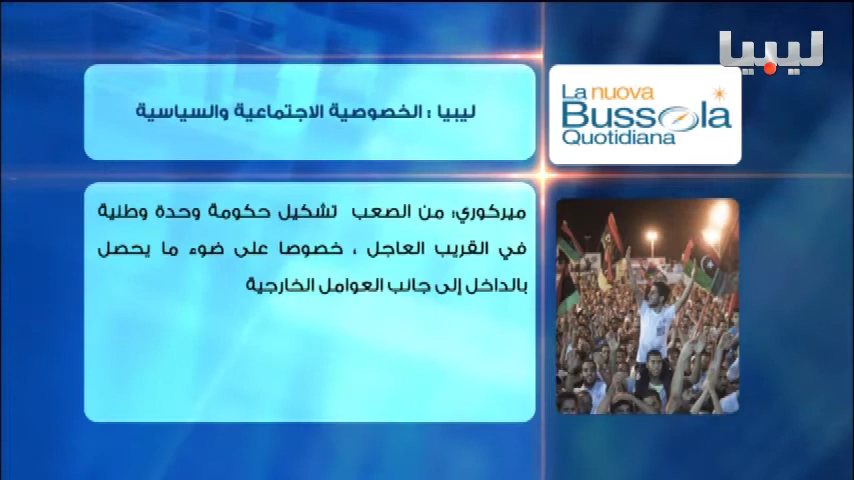 ليبيا
La nuova
Bussola
Quotidiana
ليبيا : الخصوصية الاجتماعية والسياسية
ميركوري: من الصعب تشكيل حكومة وحدة وطنية
في القريب العاجل ، خصوصا على ضوء ما يحصل
بالداخل إلى جانب العوامل الخارجية